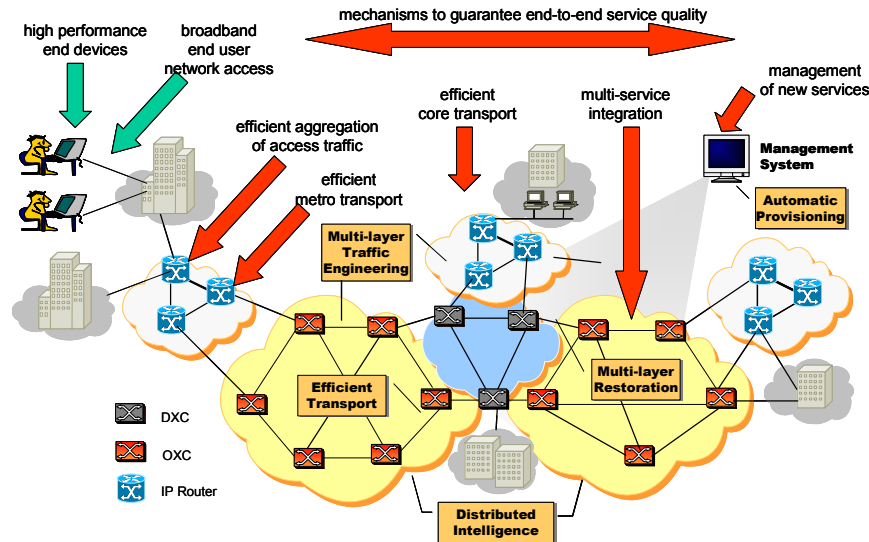 mechanisms to guarantee end-to-end service quality
high performance
end devices
broadband
end user
network access
efficient aggregation
of access traffic
efficient
metro transport
efficient
core transport
multi-service
integration
management
of new services
Management
System
Automatic
Provisioning
Multi-layer
Traffic
Engineering
Efficient
Transport
Multi-layer
Restoration
DXC
OXC
IP Router
Distributed
Intelligence